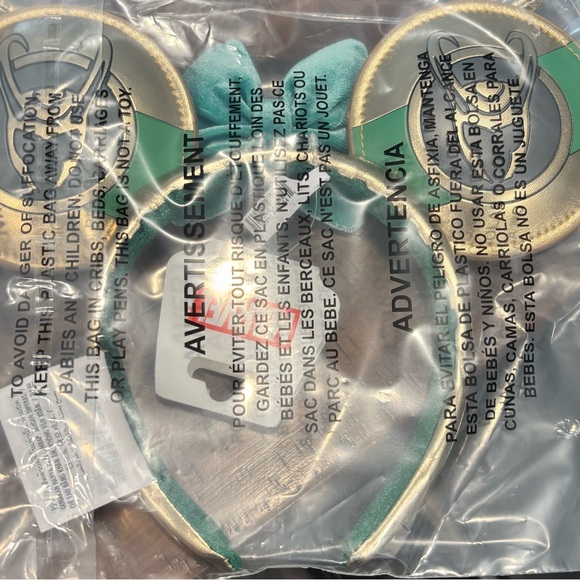 TO AVOID DANGER OF SUFFOCATION,
KEEP THIS PLASTIC BAG AWAY FROM
BABIES AND CHILDREN. DO NOT USE
THIS BAG IN CRIBS, BEDS, CARRIAGES
OR PLAY PENS. THIS BAG IS NOT A TOY.
AVERTISSEMENT
POUR ÉVITER TOUT RISQUE D'ÉTOUFFEMENT,
GARDEZ CE SAC EN PLASTIQUE LOIN DES
BÉBÉS ET LES ENFANTS. N'UTILISEZ PAS CE
SAC DANS LES BERCEAUX, LITS, CHARIOTS OU
PARC AU BEBE. CE SAC N'EST PAS UN JOUET.
ADVERTENCIA
PARA EVITAR EL PELIGRO DE ASFIXIA, MANTENGA
ESTA BOLSA DE PLASTICO FUERA DEL ALCANCE
DE BEBÉS Y NIÑOS. NO USAR ESTA BOLSA EN
CUNAS, CAMAS, CARRIOLAS O CORRALES PARA
BEBÉS. ESTA BOLSA NO ES UN JUGUETE.